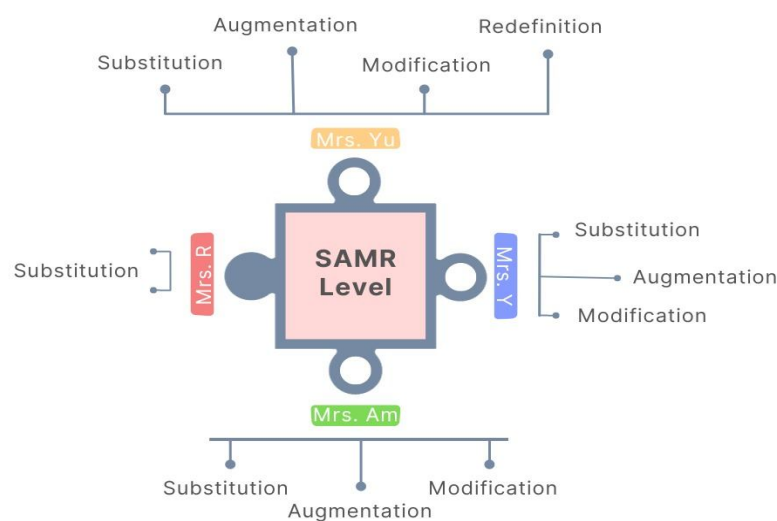 Redefinition
Augmentation
Substitution
Modification
Mrs. Yu
Mrs. R
Substitution
SAMR
Level
Mrs. Y
Substitution
Augmentation
Modification
Mrs. Am
Substitution
Augmentation
Modification